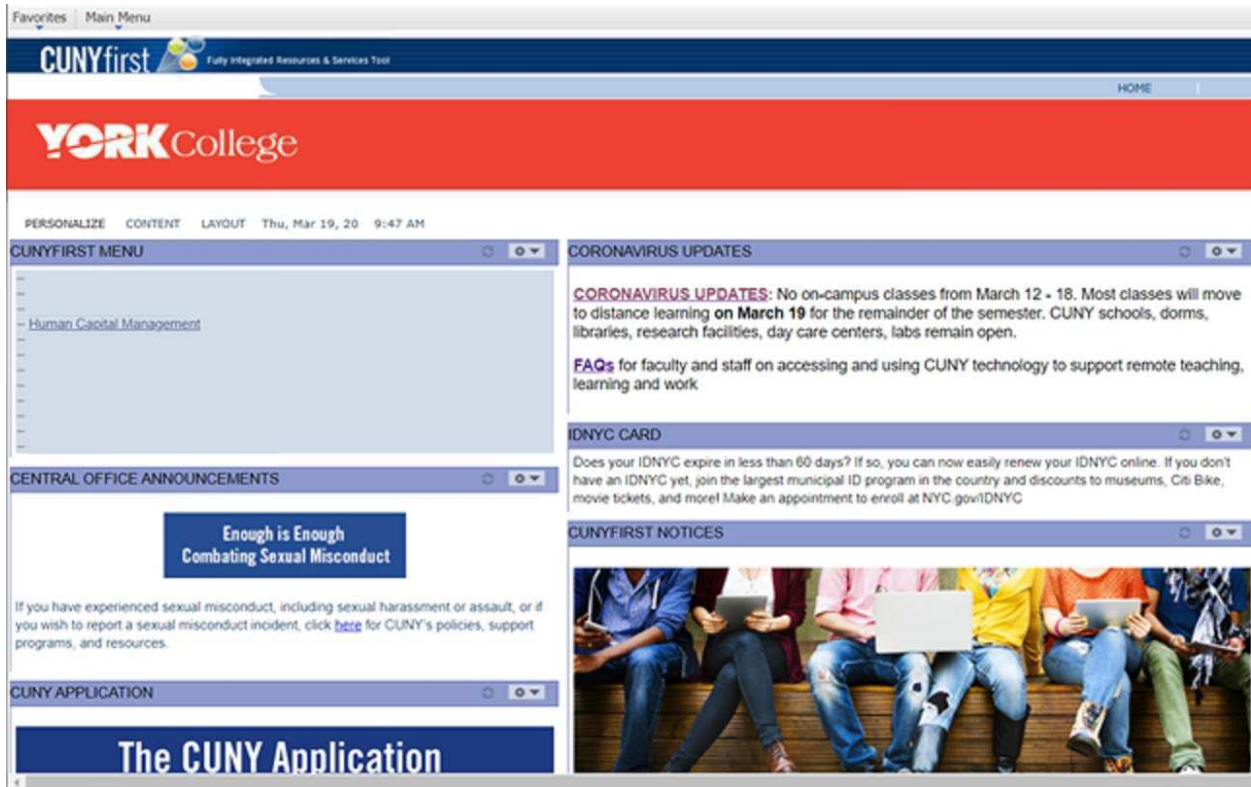 Favorites Main Menu
CUNYfirst Fully Integrated Resources & Services Tool
HOME
YORK College
PERSONALIZE CONTENT LAYOUT Thu, Mar 19, 20 9:47 AM
CUNYFIRST MENU
Human Capital Management
CENTRAL OFFICE ANNOUNCEMENTS
Enough is Enough
Combating Sexual Misconduct
If you have experienced sexual misconduct, including sexual harassment or assault, or if
you wish to report a sexual misconduct incident, click here for CUNY's policies, support
programs, and resources.
CUNY APPLICATION
The CUNY Application
CORONAVIRUS UPDATES
CORONAVIRUS UPDATES: No on-campus classes from March 12 - 18. Most classes will move
to distance learning on March 19 for the remainder of the semester. CUNY schools, dorms,
libraries, research facilities, day care centers, labs remain open.
FAQs for faculty and staff on accessing and using CUNY technology to support remote teaching,
learning and work
IDNYC CARD
Does your IDNYC expire in less than 60 days? If so, you can now easily renew your IDNYC online. If you don't
have an IDNYC yet, join the largest municipal ID program in the country and discounts to museums, Citi Bike,
movie tickets, and more! Make an appointment to enroll at NYC.gov/IDNYC
CUNYFIRST NOTICES